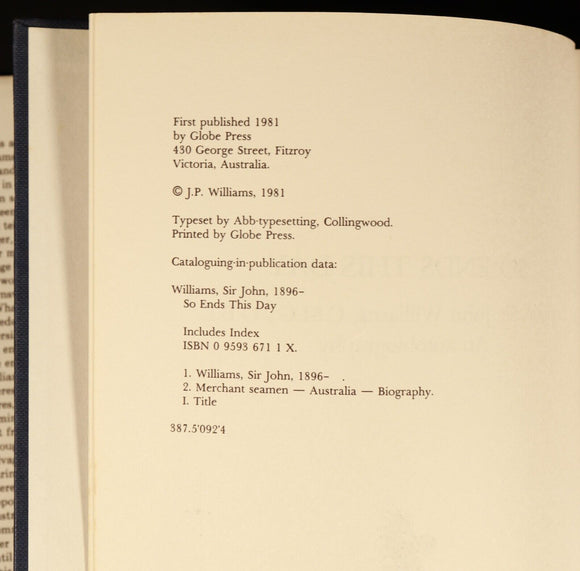 First published 1981
by Globe Press
430 George Street, Fitzroy
Victoria, Australia.
© J.P. Williams, 1981
Typeset by Abb-typesetting, Collingwood.
Printed by Globe Press.
Cataloguing-in-publication data:
Williams, Sir John, 1896–
So Ends This Day
Includes Index
ISBN 0 9593 671 1 X.
1. Williams, Sir John, 1896–
2. Merchant seamen — Australia — Biography.
I. Title
387.5'092'4